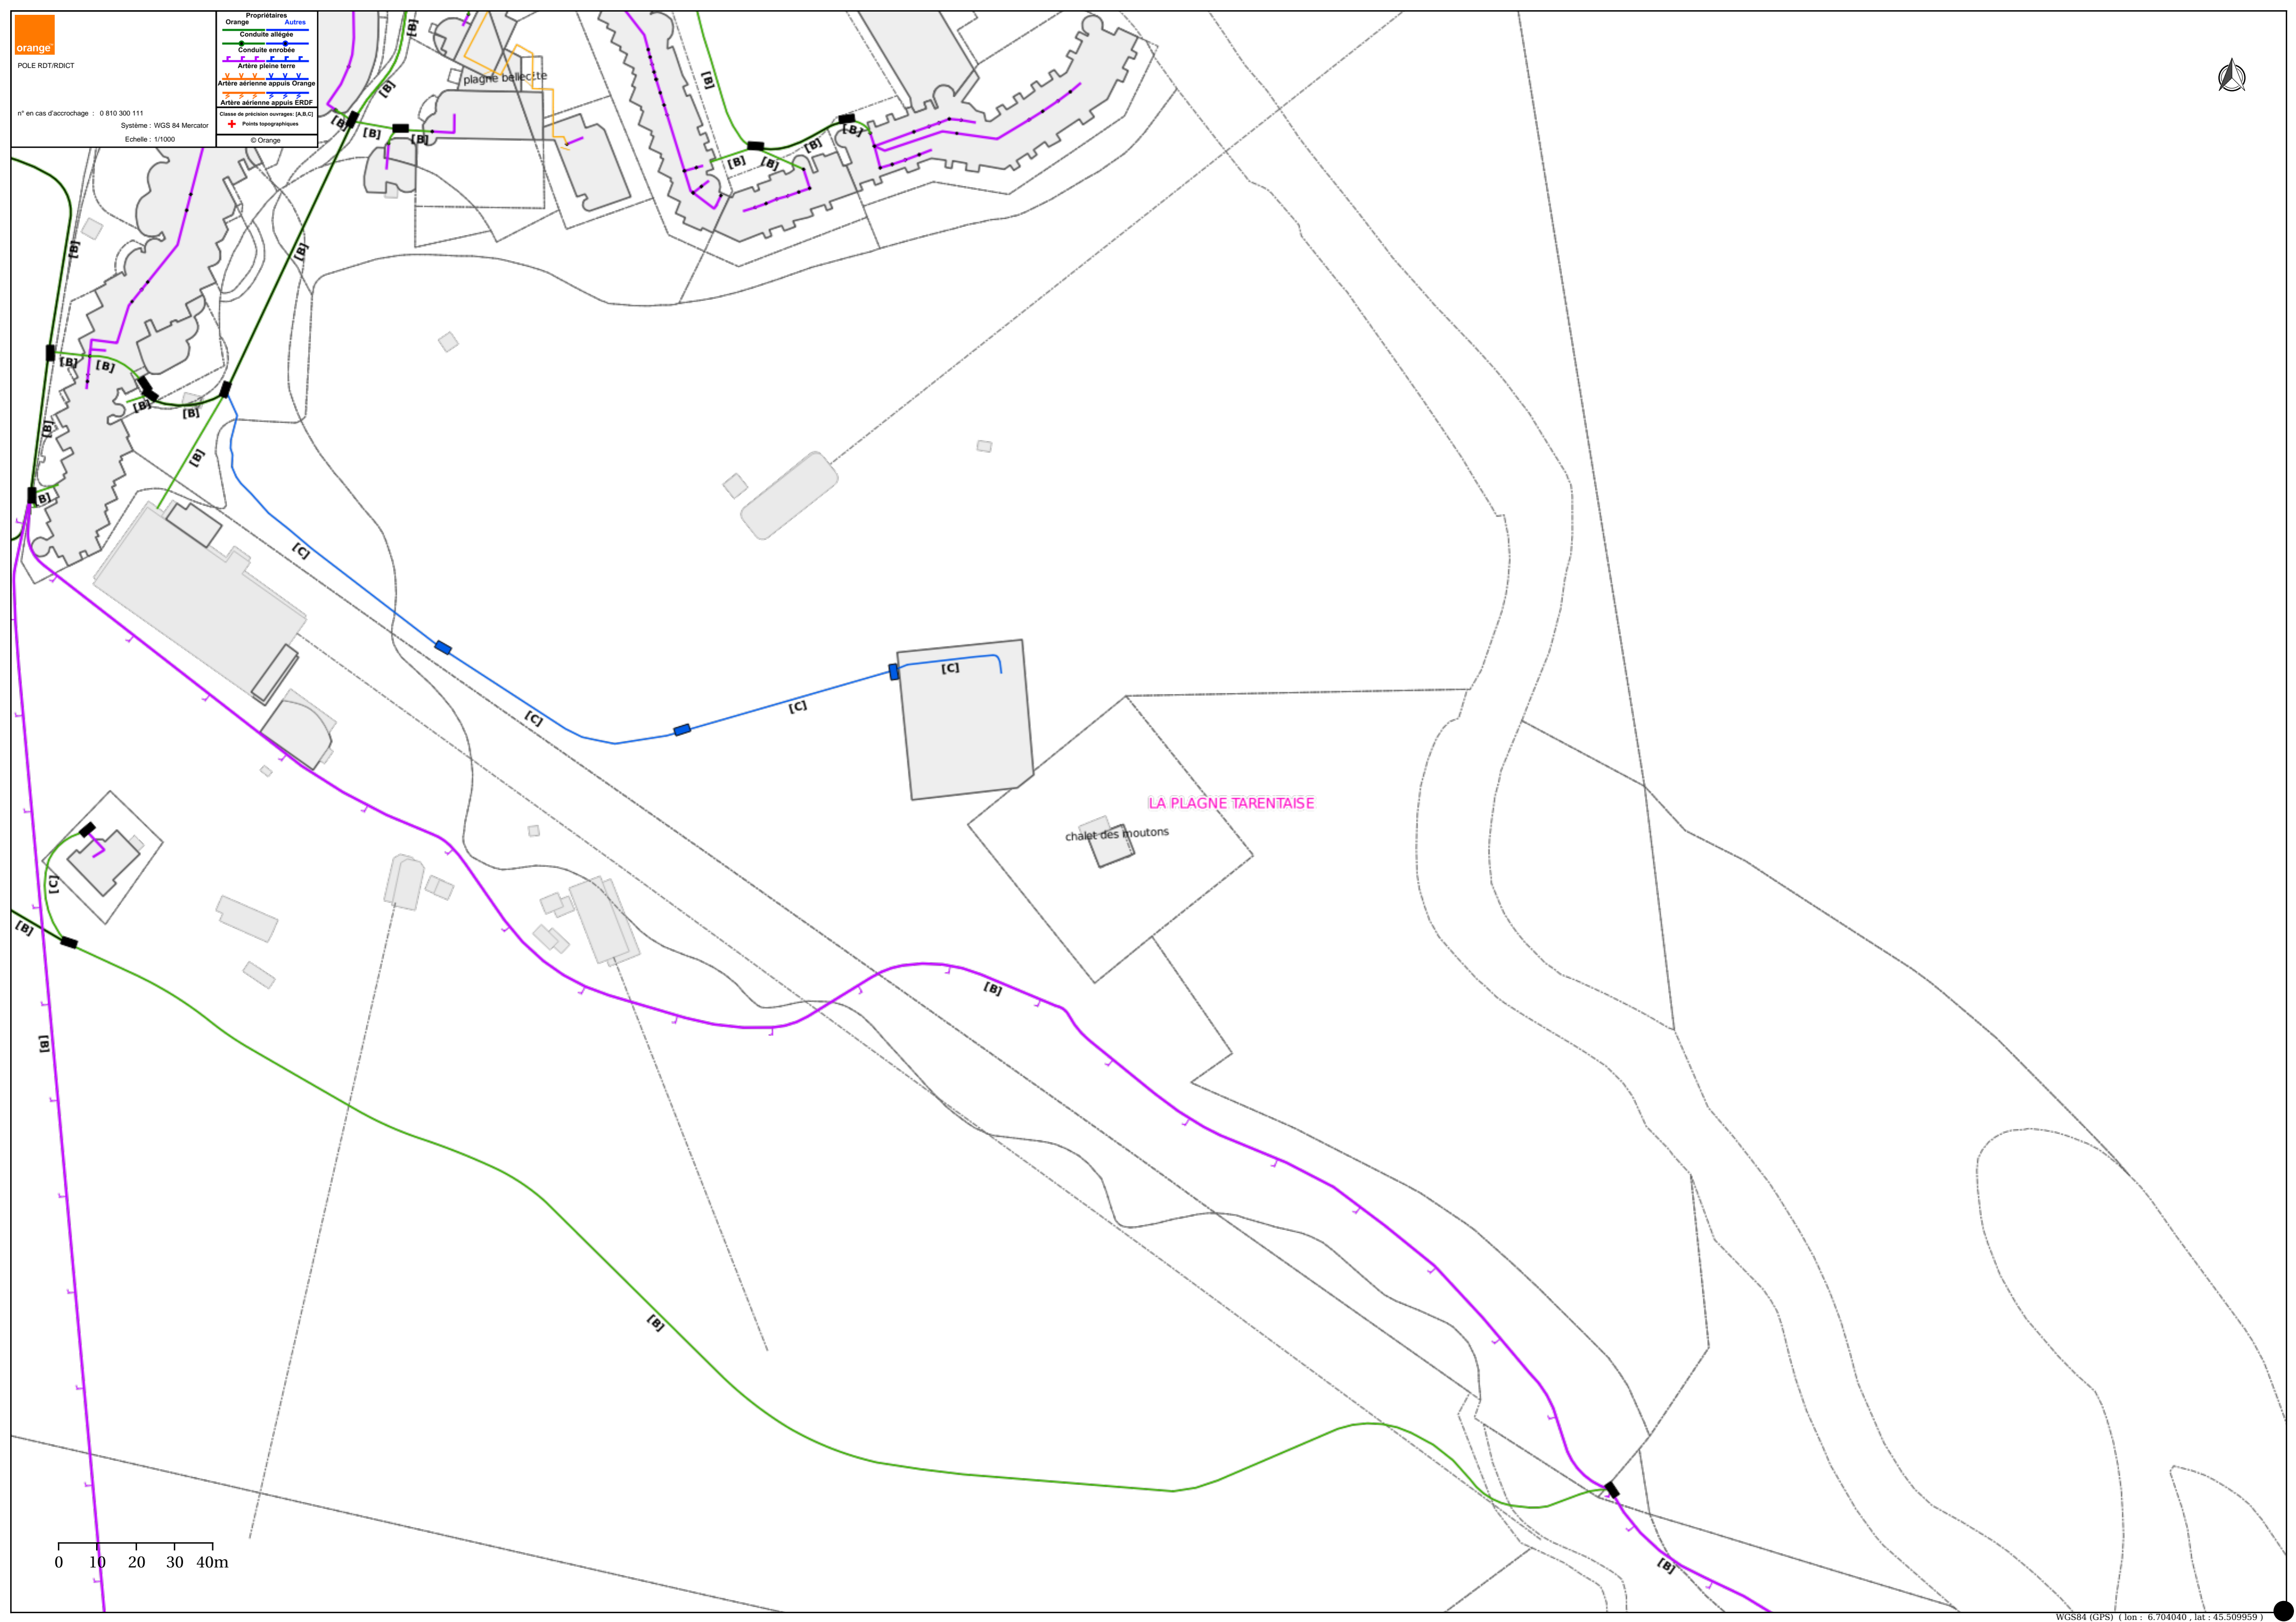 orange™
POLE RDT/RDICT
n° en cas d'accrochage : 0 810 300 111
Système : WGS 84 Mercator
Echelle : 1/1000
Propriétaires
Orange Autres
Conduite allégée
Conduite enrobée
Artère pleine terre
Artère aérienne appuis Orange
Artère aérienne appuis ERDF
Classe de précision ouvrages: [A,B,C]
Points topographiques
© Orange
[B]
[B]
[B]
[B]
[B]
plagne bellecôte
[B]
[B]
[B]
[B]
[B]
[B]
[B]
[B]
[B]
[B]
[B]
[B]
[B]
[B]
[C]
[C]
[C]
[C]
LA PLAGNE TARENTAISE
chalet des moutons
[C]
[B]
[B]
[B]
[B]
[B]
0 10 20 30 40m
WGS84 (GPS) ( lon : 6.704040 , lat : 45.509959 )